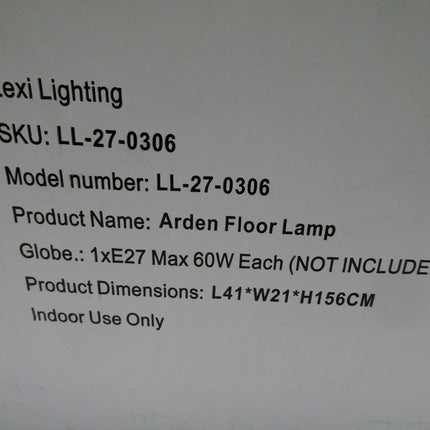 Lexi Lighting
SKU: LL-27-0306
Model number: LL-27-0306
Product Name: Arden Floor Lamp
Globe.: 1xE27 Max 60W Each (NOT INCLUDE
Product Dimensions: L41*W21*H156CM
Indoor Use Only